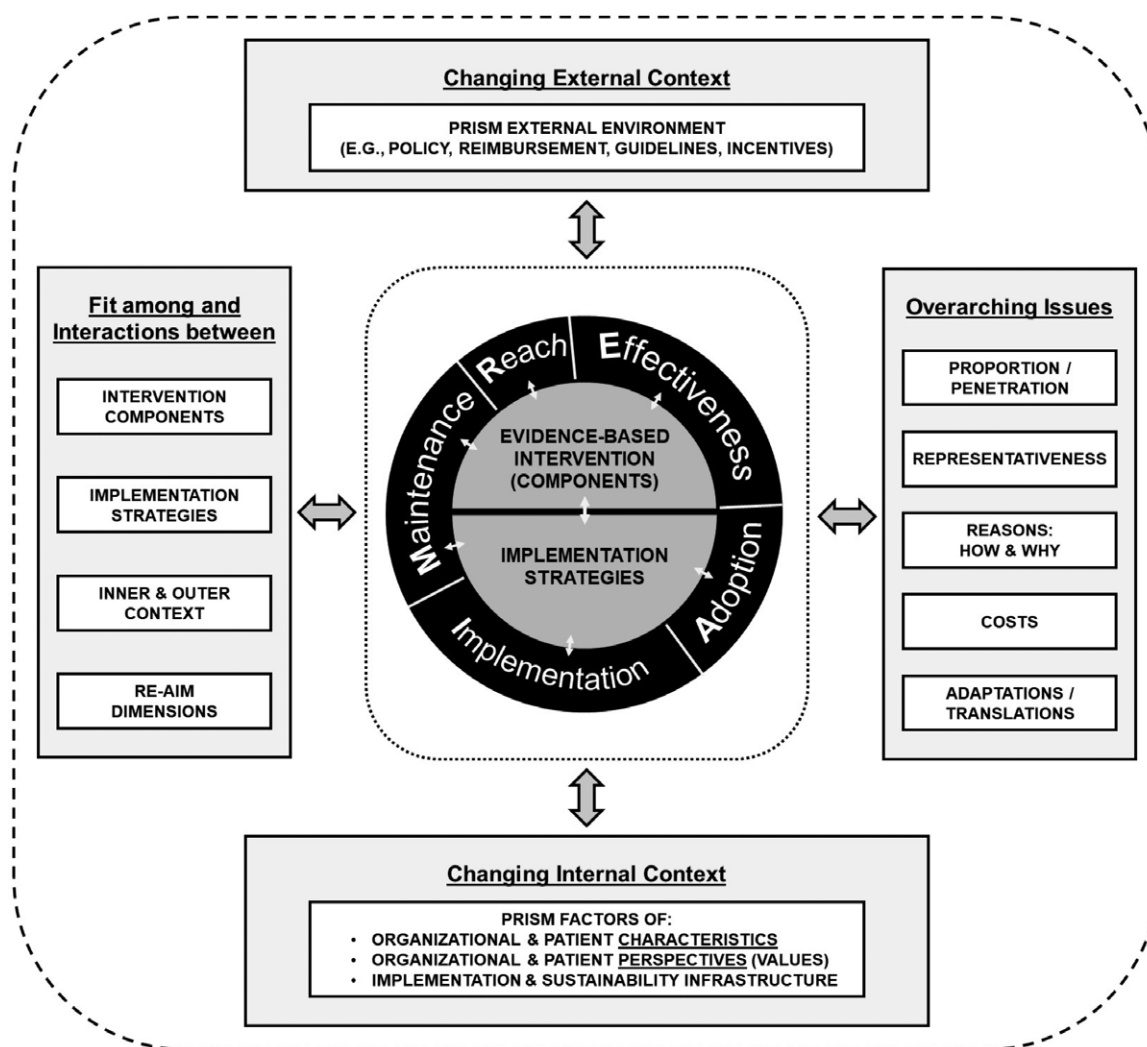 Changing External Context
PRISM EXTERNAL ENVIRONMENT
(E.G., POLICY, REIMBURSEMENT, GUIDELINES, INCENTIVES)
Fit among and
Interactions between
INTERVENTION
COMPONENTS
IMPLEMENTATION
STRATEGIES
INNER & OUTER
CONTEXT
RE-AIM
DIMENSIONS
Reach
Effectiveness
Adoption
Implementation
Maintenance
EVIDENCE-BASED
INTERVENTION
(COMPONENTS)
IMPLEMENTATION
STRATEGIES
Overarching Issues
PROPORTION /
PENETRATION
REPRESENTATIVENESS
REASONS:
HOW & WHY
COSTS
ADAPTATIONS /
TRANSLATIONS
Changing Internal Context
PRISM FACTORS OF:
• ORGANIZATIONAL & PATIENT CHARACTERISTICS
• ORGANIZATIONAL & PATIENT PERSPECTIVES (VALUES)
• IMPLEMENTATION & SUSTAINABILITY INFRASTRUCTURE